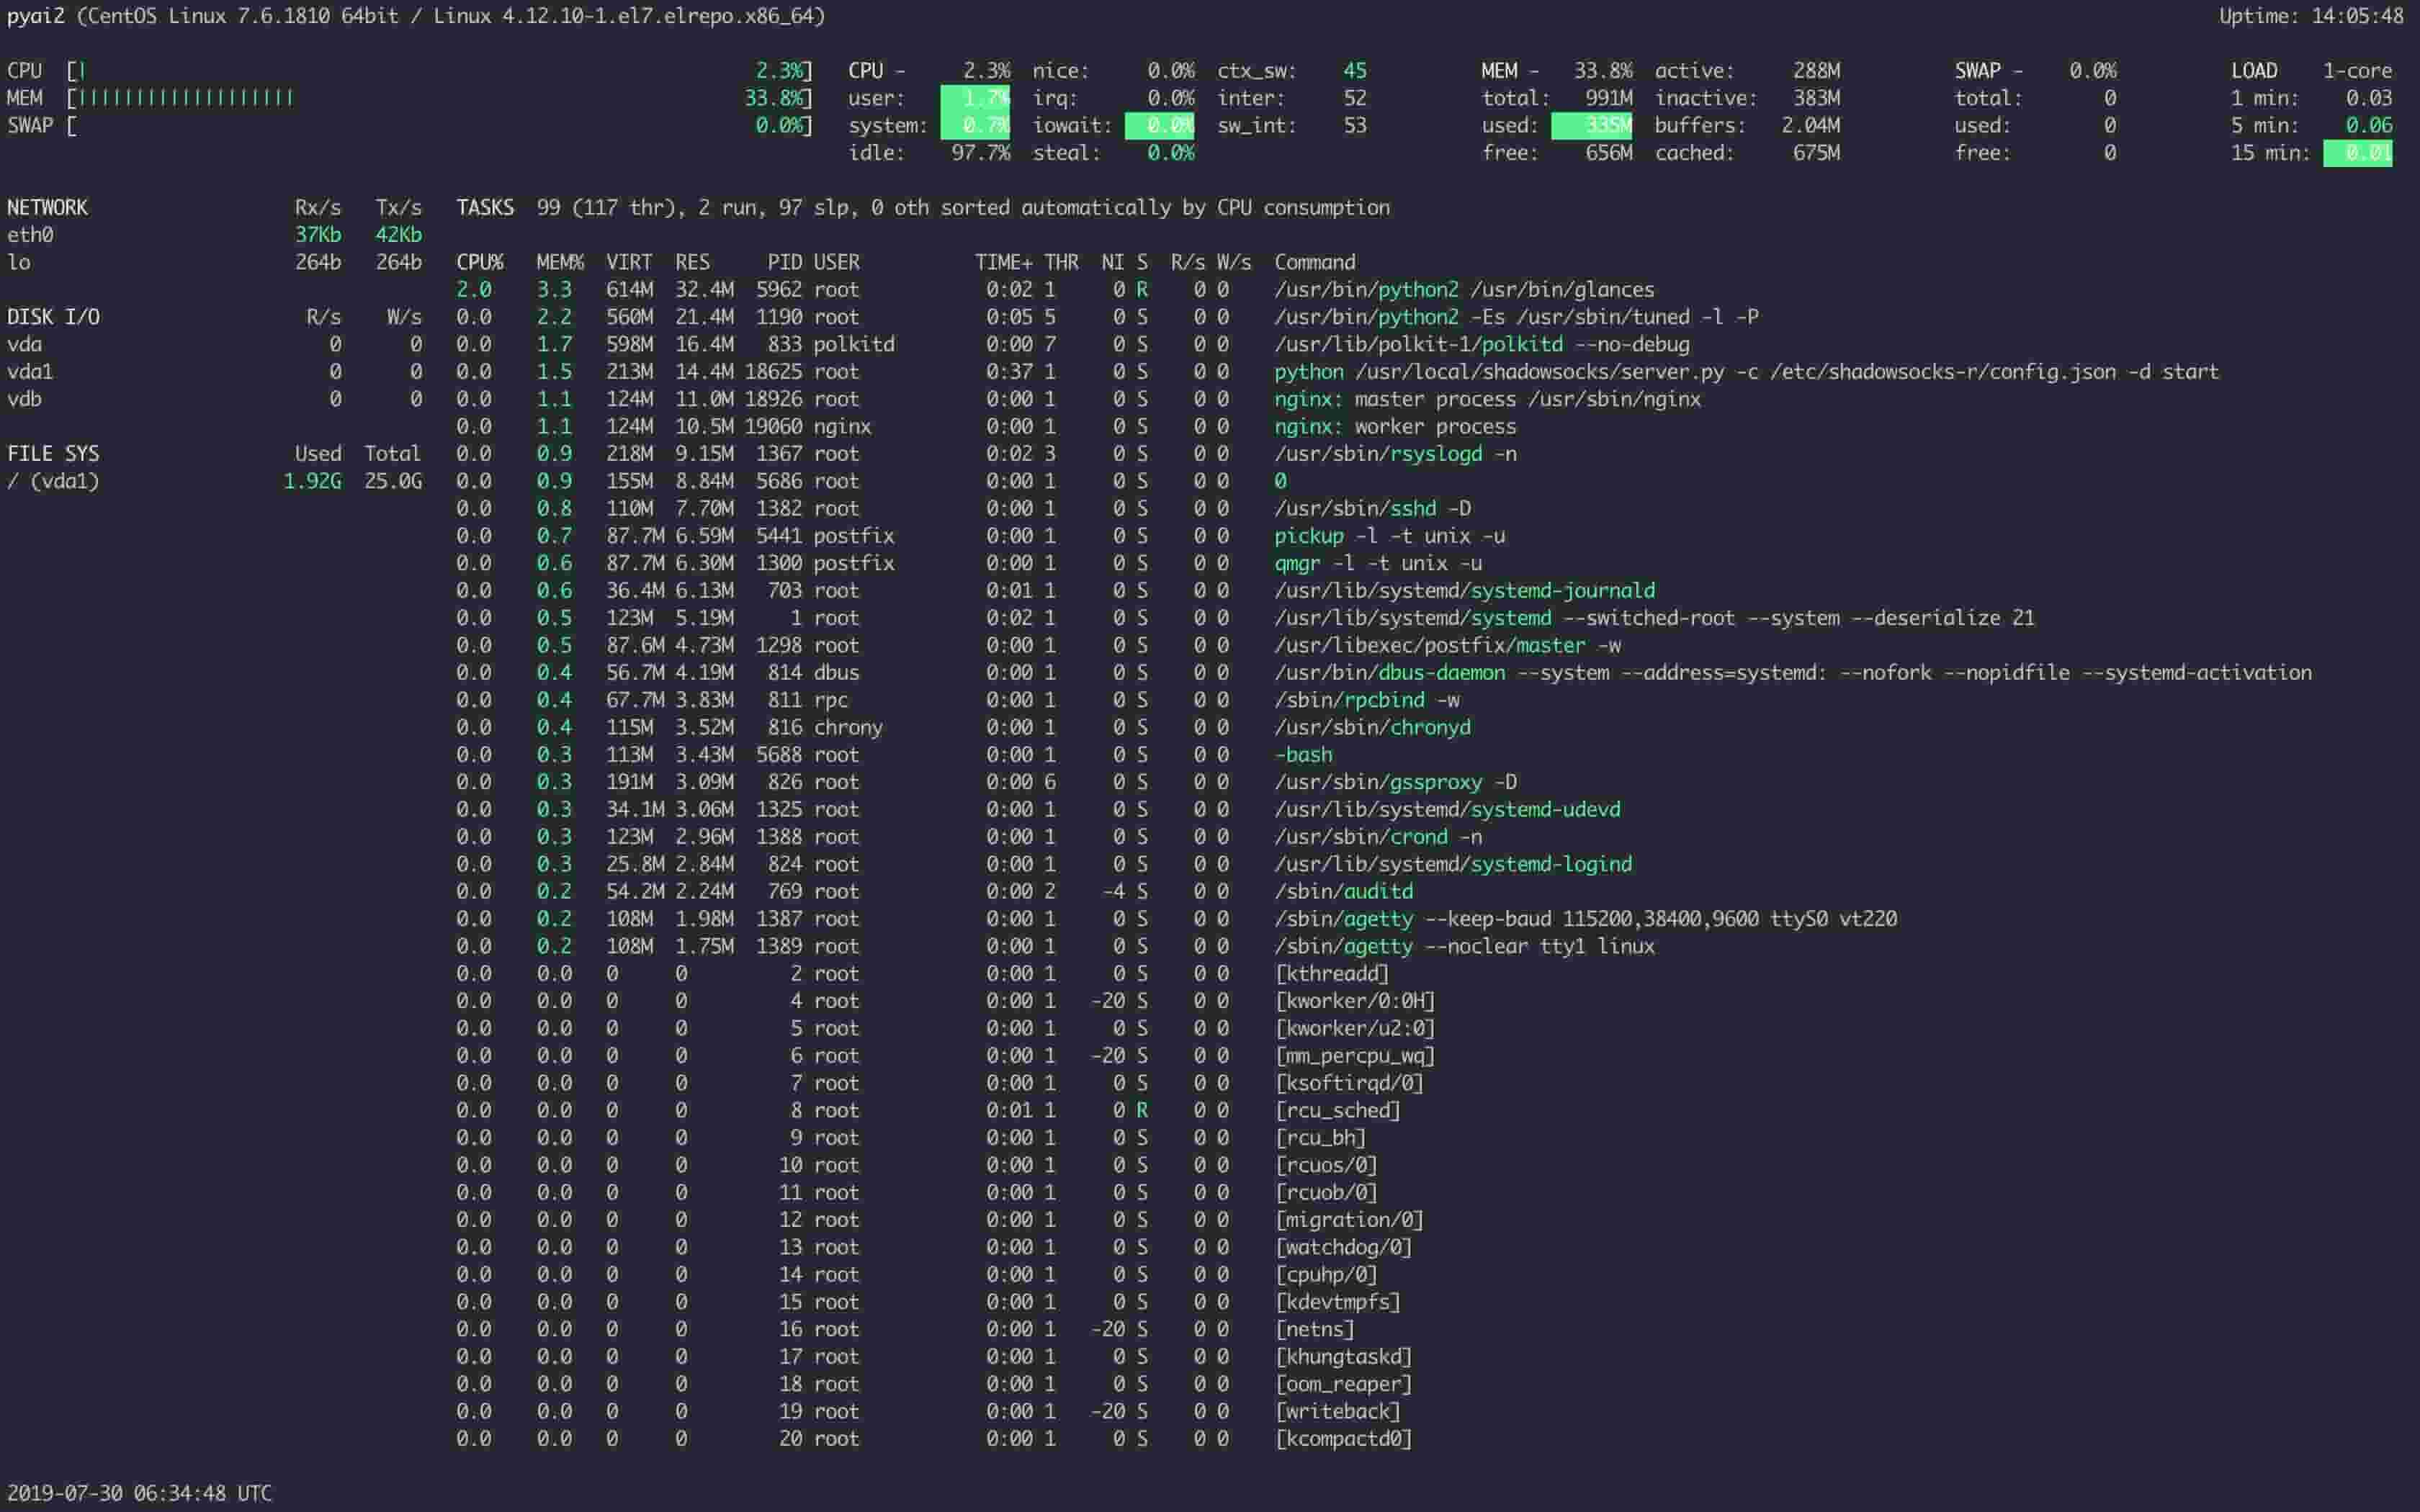 pyai2 (CentOS Linux 7.6.1810 64bit / Linux 4.12.10-1.el7.elrepo.x86_64) Uptime: 14:05:48
CPU [| 2.3%] CPU - 2.3% nice: 0.0% ctx_sw: 45 MEM - 33.8% active: 288M SWAP - 0.0% LOAD 1-core
MEM [||||||||||||||||||| 33.8%] user: 1.7% irq: 0.0% inter: 52 total: 991M inactive: 383M total: 0 1 min: 0.03
SWAP [ 0.0%] system: 0.7% iowait: 0.0% sw_int: 53 used: 335M buffers: 2.04M used: 0 5 min: 0.06
idle: 97.7% steal: 0.0% free: 656M cached: 675M free: 0 15 min: 0.01
NETWORK Rx/s Tx/s TASKS 99 (117 thr), 2 run, 97 slp, 0 oth sorted automatically by CPU consumption
eth0 37Kb 42Kb
lo 264b 264b CPU% MEM% VIRT RES PID USER TIME+ THR NI S R/s W/s Command
2.0 3.3 614M 32.4M 5962 root 0:02 1 0 R 0 0 /usr/bin/python2 /usr/bin/glances
DISK I/O R/s W/s 0.0 2.2 560M 21.4M 1190 root 0:05 5 0 S 0 0 /usr/bin/python2 -Es /usr/sbin/tuned -l -P
vda 0 0 0.0 1.7 598M 16.4M 833 polkitd 0:00 7 0 S 0 0 /usr/lib/polkit-1/polkitd --no-debug
vda1 0 0 0.0 1.5 213M 14.4M 18625 root 0:37 1 0 S 0 0 python /usr/local/shadowsocks/server.py -c /etc/shadowsocks-r/config.json -d start
vdb 0 0 0.0 1.1 124M 11.0M 18926 root 0:00 1 0 S 0 0 nginx: master process /usr/sbin/nginx
0.0 1.1 124M 10.5M 19060 nginx 0:00 1 0 S 0 0 nginx: worker process
FILE SYS Used Total 0.0 0.9 218M 9.15M 1367 root 0:02 3 0 S 0 0 /usr/sbin/rsyslogd -n
/ (vda1) 1.92G 25.0G 0.0 0.9 155M 8.84M 5686 root 0:00 1 0 S 0 0 0
0.0 0.8 110M 7.70M 1382 root 0:00 1 0 S 0 0 /usr/sbin/sshd -D
0.0 0.7 87.7M 6.59M 5441 postfix 0:00 1 0 S 0 0 pickup -l -t unix -u
0.0 0.6 87.7M 6.30M 1300 postfix 0:00 1 0 S 0 0 qmgr -l -t unix -u
0.0 0.6 36.4M 6.13M 703 root 0:01 1 0 S 0 0 /usr/lib/systemd/systemd-journald
0.0 0.5 123M 5.19M 1 root 0:02 1 0 S 0 0 /usr/lib/systemd/systemd --switched-root --system --deserialize 21
0.0 0.5 87.6M 4.73M 1298 root 0:00 1 0 S 0 0 /usr/libexec/postfix/master -w
0.0 0.4 56.7M 4.19M 814 dbus 0:00 1 0 S 0 0 /usr/bin/dbus-daemon --system --address=systemd: --nofork --nopidfile --systemd-activation
0.0 0.4 67.7M 3.83M 811 rpc 0:00 1 0 S 0 0 /sbin/rpcbind -w
0.0 0.4 115M 3.52M 816 chrony 0:00 1 0 S 0 0 /usr/sbin/chronyd
0.0 0.3 113M 3.43M 5688 root 0:00 1 0 S 0 0 -bash
0.0 0.3 191M 3.09M 826 root 0:00 6 0 S 0 0 /usr/sbin/gssproxy -D
0.0 0.3 34.1M 3.06M 1325 root 0:00 1 0 S 0 0 /usr/lib/systemd/systemd-udevd
0.0 0.3 123M 2.96M 1388 root 0:00 1 0 S 0 0 /usr/sbin/crond -n
0.0 0.3 25.8M 2.84M 824 root 0:00 1 0 S 0 0 /usr/lib/systemd/systemd-logind
0.0 0.2 54.2M 2.24M 769 root 0:00 2 -4 S 0 0 /sbin/auditd
0.0 0.2 108M 1.98M 1387 root 0:00 1 0 S 0 0 /sbin/agetty --keep-baud 115200,38400,9600 ttyS0 vt220
0.0 0.2 108M 1.75M 1389 root 0:00 1 0 S 0 0 /sbin/agetty --noclear tty1 linux
0.0 0.0 0 0 2 root 0:00 1 0 S 0 0 [kthreadd]
0.0 0.0 0 0 4 root 0:00 1 -20 S 0 0 [kworker/0:0H]
0.0 0.0 0 0 5 root 0:00 1 0 S 0 0 [kworker/u2:0]
0.0 0.0 0 0 6 root 0:00 1 -20 S 0 0 [mm_percpu_wq]
0.0 0.0 0 0 7 root 0:00 1 0 S 0 0 [ksoftirqd/0]
0.0 0.0 0 0 8 root 0:01 1 0 R 0 0 [rcu_sched]
0.0 0.0 0 0 9 root 0:00 1 0 S 0 0 [rcu_bh]
0.0 0.0 0 0 10 root 0:00 1 0 S 0 0 [rcuos/0]
0.0 0.0 0 0 11 root 0:00 1 0 S 0 0 [rcuob/0]
0.0 0.0 0 0 12 root 0:00 1 0 S 0 0 [migration/0]
0.0 0.0 0 0 13 root 0:00 1 0 S 0 0 [watchdog/0]
0.0 0.0 0 0 14 root 0:00 1 0 S 0 0 [cpuhp/0]
0.0 0.0 0 0 15 root 0:00 1 0 S 0 0 [kdevtmpfs]
0.0 0.0 0 0 16 root 0:00 1 -20 S 0 0 [netns]
0.0 0.0 0 0 17 root 0:00 1 0 S 0 0 [khungtaskd]
0.0 0.0 0 0 18 root 0:00 1 0 S 0 0 [oom_reaper]
0.0 0.0 0 0 19 root 0:00 1 -20 S 0 0 [writeback]
0.0 0.0 0 0 20 root 0:00 1 0 S 0 0 [kcompactd0]
2019-07-30 06:34:48 UTC